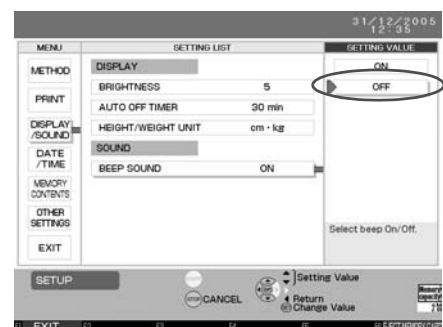 31/12/2005
12:35
MENU
SETTING LIST
SETTING VALUE
METHOD
PRINT
DISPLAY
/SOUND
DATE
/TIME
MEMORY
CONTENTS
OTHER
SETTINGS
EXIT
DISPLAY
BRIGHTNESS 5
AUTO OFF TIMER 30 min
HEIGHT/WEIGHT UNIT cm・kg
SOUND
BEEP SOUND ON
ON
OFF
Select beep On/Off.
SETUP
CANCEL
Setting Value
Return
Change Value
Memory
capacity
EXIT